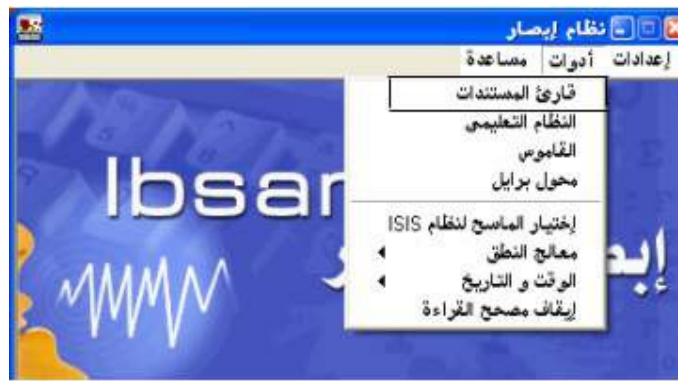 نظام إبصار
إعدادات أدوات مساعدة
قارئ المستندات
النظام التعليمى
القاموس
محول برايل
إختيار الماسح لنظام ISIS
معالج النطق
الوقت و التاريخ
إيقاف مصحح القراءة
Ibsar